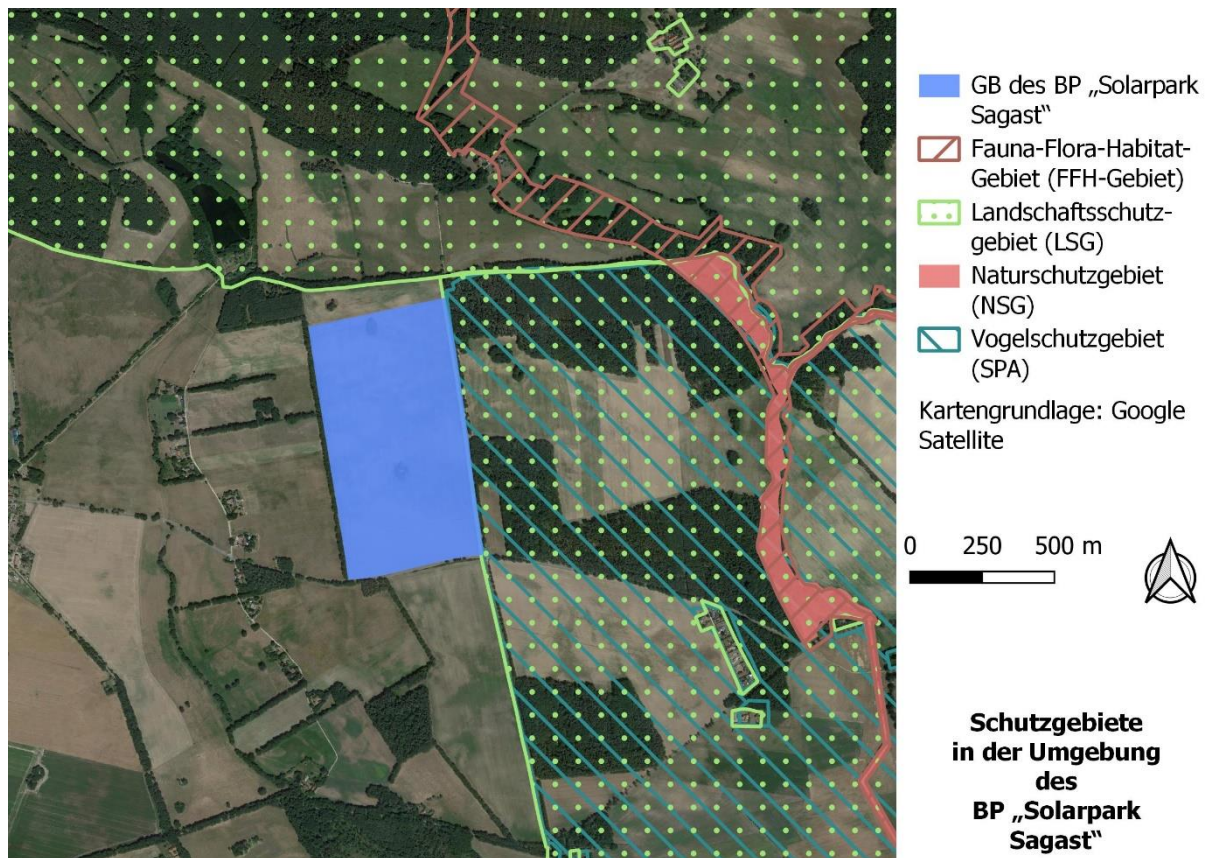 GB des BP „Solarpark
Sagast“
Fauna-Flora-Habitat-
Gebiet (FFH-Gebiet)
Landschaftsschutz-
gebiet (LSG)
Naturschutzgebiet
(NSG)
Vogelschutzgebiet
(SPA)
Kartengrundlage: Google
Satellite
0 250 500 m
Schutzgebiete
in der Umgebung
des
BP „Solarpark
Sagast“